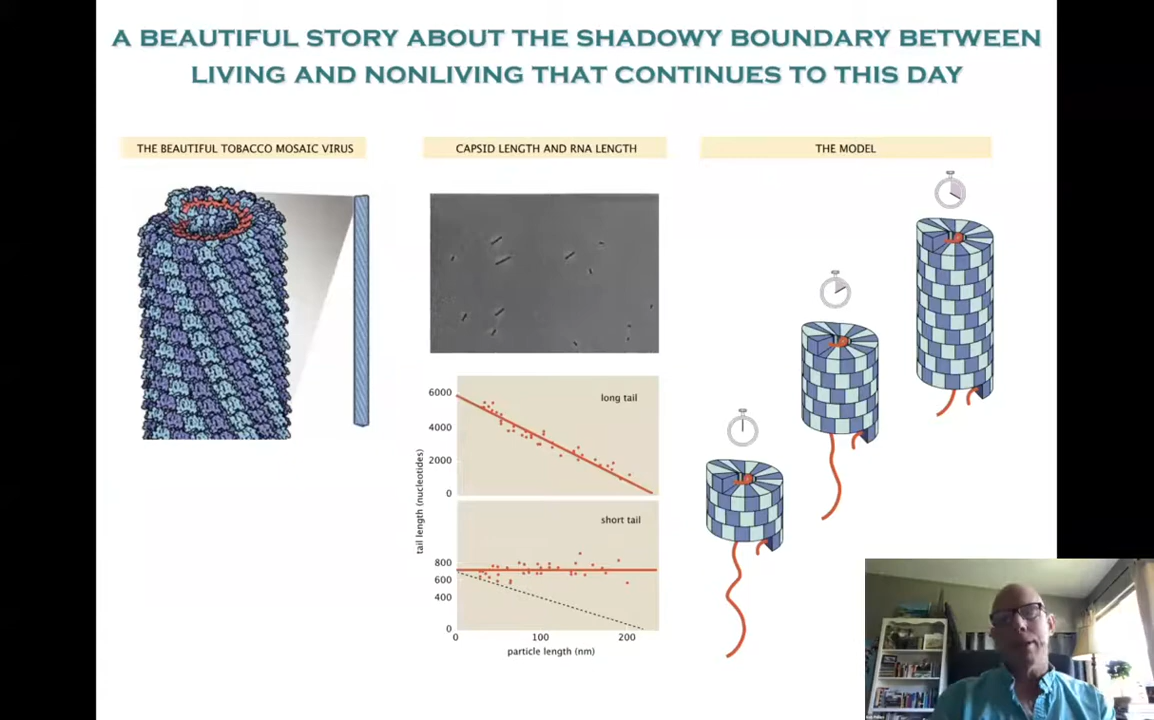 A BEAUTIFUL STORY ABOUT THE SHADOWY BOUNDARY BETWEEN
LIVING AND NONLIVING THAT CONTINUES TO THIS DAY
THE BEAUTIFUL TOBACCO MOSAIC VIRUS
CAPSID LENGTH AND RNA LENGTH
THE MODEL
long tail
6000
4000
2000
0
tail length (nucleotides)
short tail
800
600
400
0
0
100
200
particle length (nm)